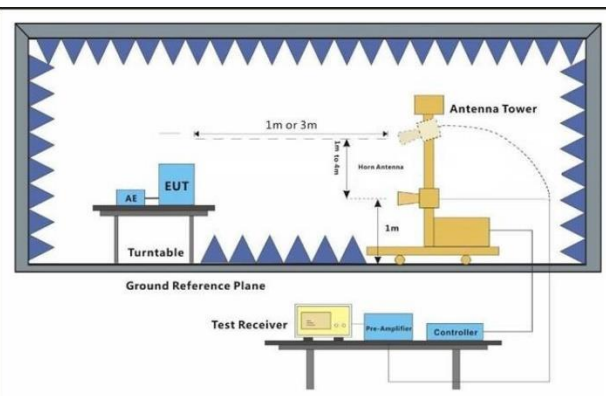 Antenna Tower
1m or 3m
1m to 4m
Horn Antenna
EUT
AE
1m
Turntable
Ground Reference Plane
Test Receiver
Pre-Amplifier
Controller